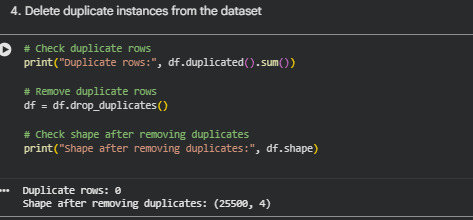 4. Delete duplicate instances from the dataset
# Check duplicate rows
print("Duplicate rows:", df.duplicated().sum())
# Remove duplicate rows
df = df.drop_duplicates()
# Check shape after removing duplicates
print("Shape after removing duplicates:", df.shape)
Duplicate rows: 0
Shape after removing duplicates: (25500, 4)